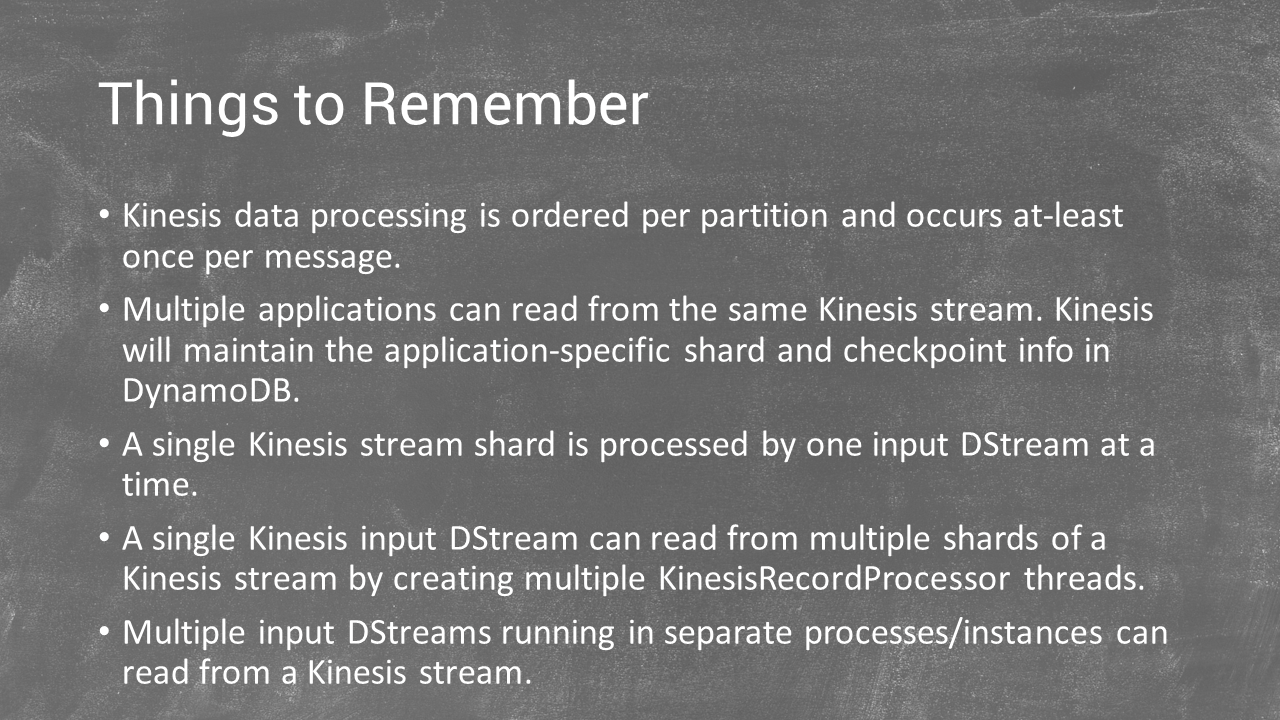 Things to Remember
• Kinesis data processing is ordered per partition and occurs at-least
once per message.
• Multiple applications can read from the same Kinesis stream. Kinesis
will maintain the application-specific shard and checkpoint info in
DynamoDB.
• A single Kinesis stream shard is processed by one input DStream at a
time.
• A single Kinesis input DStream can read from multiple shards of a
Kinesis stream by creating multiple KinesisRecordProcessor threads.
• Multiple input DStreams running in separate processes/instances can
read from a Kinesis stream.